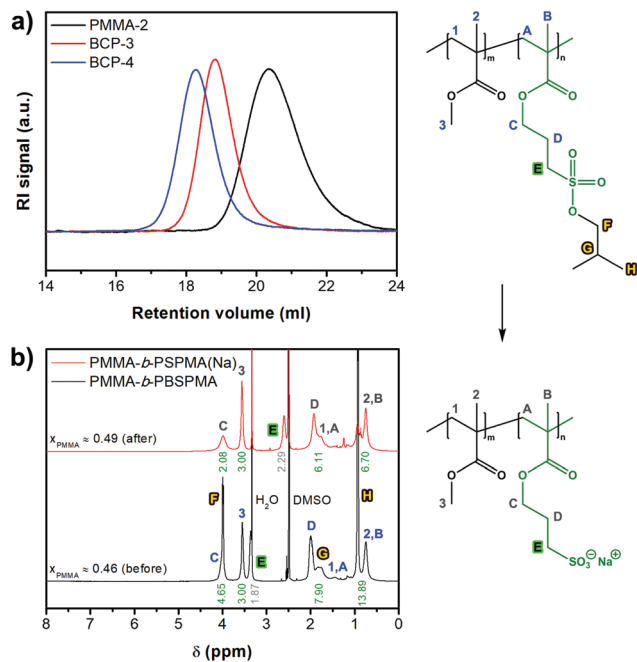 a)
PMMA-2
BCP-3
BCP-4
RI signal (a.u.)
14 16 18 20 22 24
Retention volume (ml)
1 2 A B
m n
O O O O
3
C D
E
S O
O
O
F
G
H
b)
PMMA-b-PSPMA(Na)
PMMA-b-PBSPMA
3
C E D 1,A 2,B
xPMMA ≈ 0.49 (after)
2.08 3.00 2.29 6.11 6.70
F H2O DMSO H
3 D
C E G 1,A 2,B
xPMMA ≈ 0.46 (before)
4.65 3.00 1.87 7.90 13.89
8 7 6 5 4 3 2 1 0
δ (ppm)
1 2 A B
m n
O O O O
3
C D
E
SO3− Na+